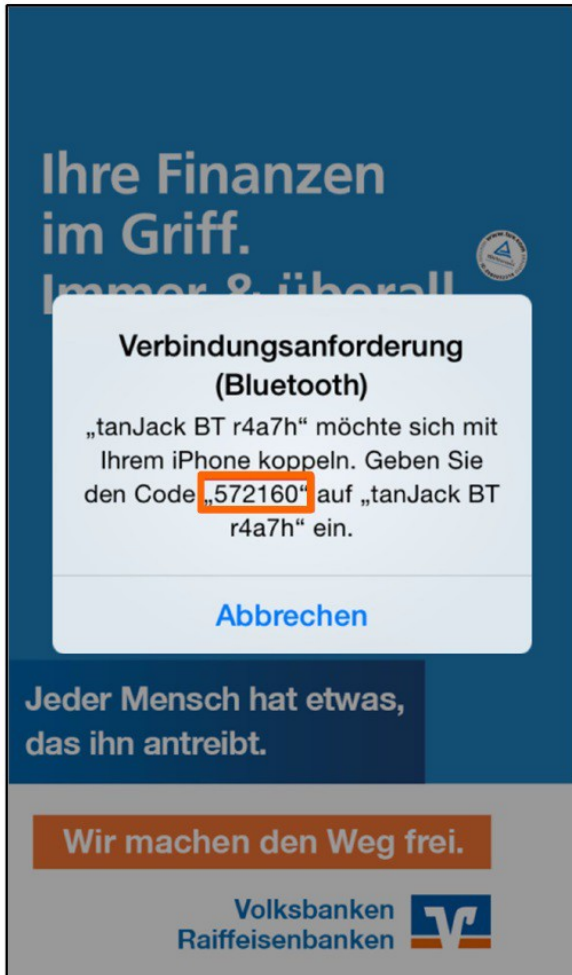 Ihre Finanzen
im Griff.
Immer & überall
Verbindungsanforderung
(Bluetooth)
„tanJack BT r4a7h“ möchte sich mit
Ihrem iPhone koppeln. Geben Sie
den Code „572160“ auf „tanJack BT
r4a7h“ ein.
Abbrechen
Jeder Mensch hat etwas,
das ihn antreibt.
Wir machen den Weg frei.
Volksbanken
Raiffeisenbanken